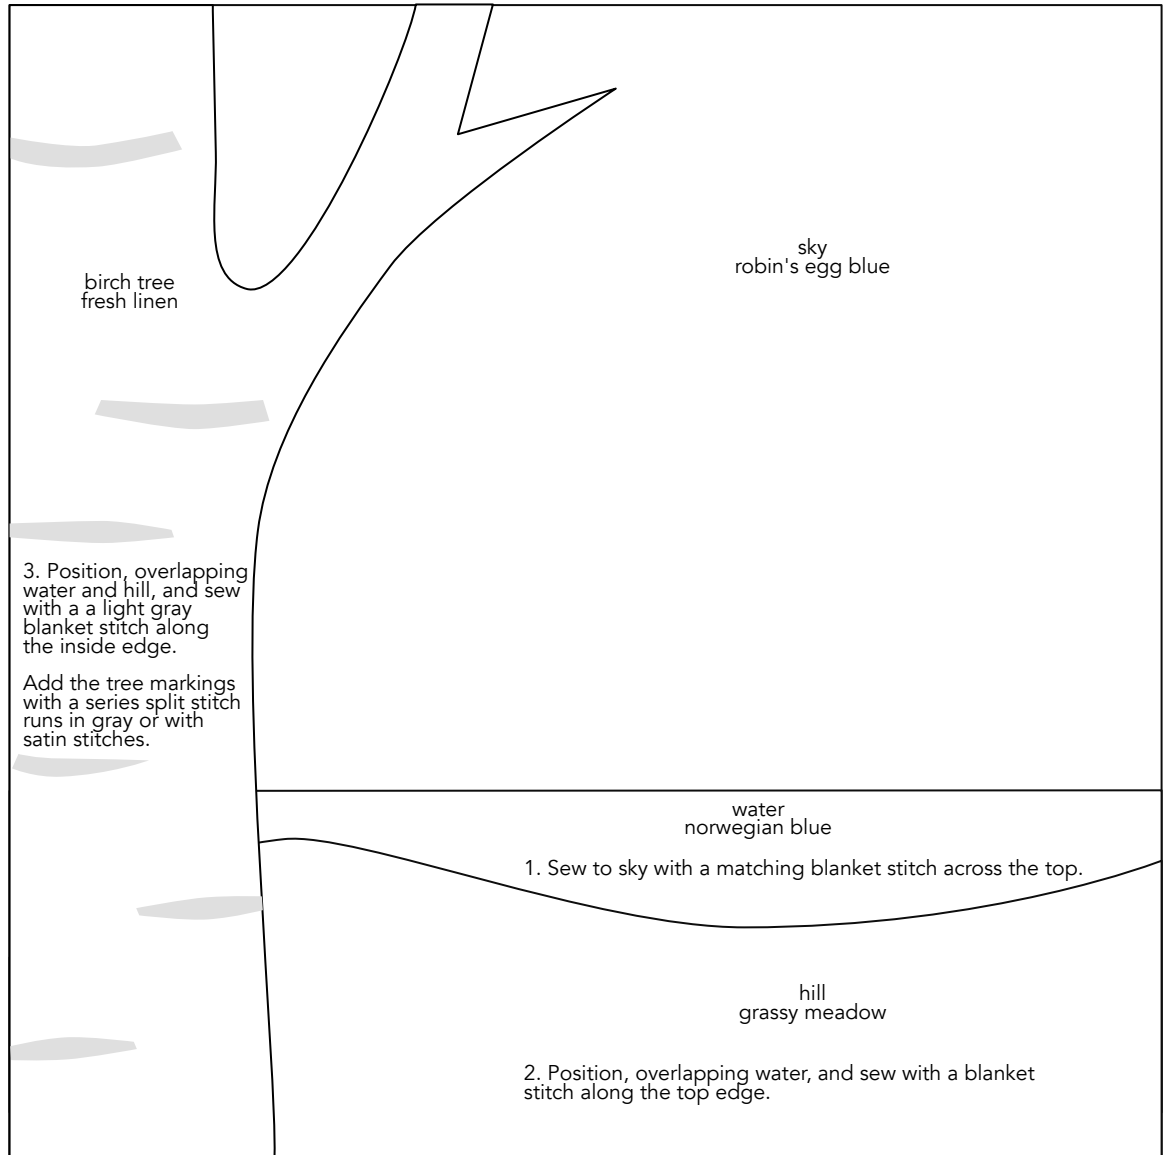 sky
robin's egg blue
birch tree
fresh linen
3. Position, overlapping
water and hill, and sew
with a a light gray
blanket stitch along
the inside edge.
Add the tree markings
with a series split stitch
runs in gray or with
satin stitches.
water
norwegian blue
1. Sew to sky with a matching blanket stitch across the top.
hill
grassy meadow
2. Position, overlapping water, and sew with a blanket
stitch along the top edge.